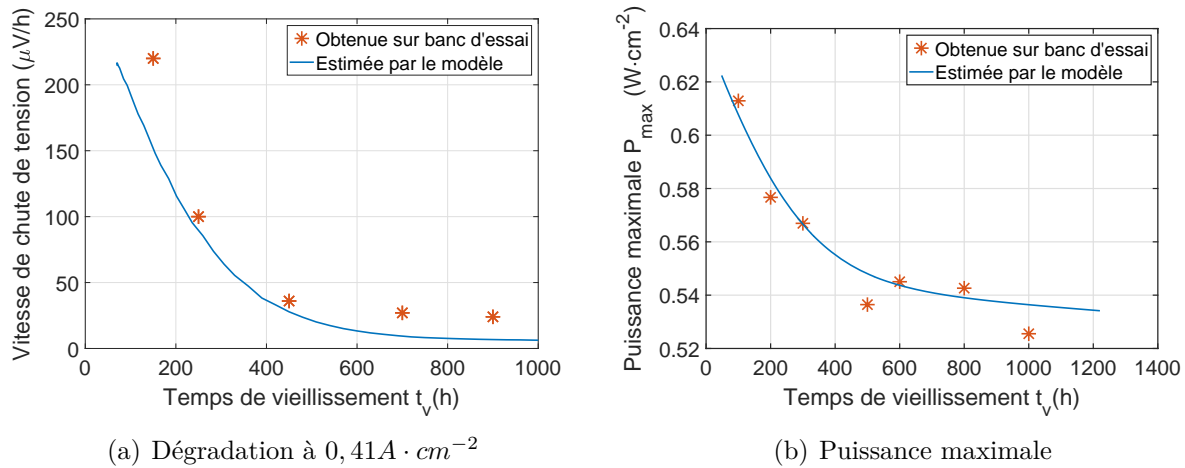 250
200
150
100
50
0
0 200 400 600 800 1000
Vitesse de chute de tension (μV/h)
Temps de vieillissement t_v(h)
Obtenue sur banc d'essai
Estimée par le modèle
(a) Dégradation à 0, 41A · cm⁻²
0.64
0.62
0.6
0.58
0.56
0.54
0.52
0 200 400 600 800 1000 1200 1400
Puissance maximale P_max (W·cm⁻²)
Temps de vieillissement t_v(h)
Obtenue sur banc d'essai
Estimée par le modèle
(b) Puissance maximale